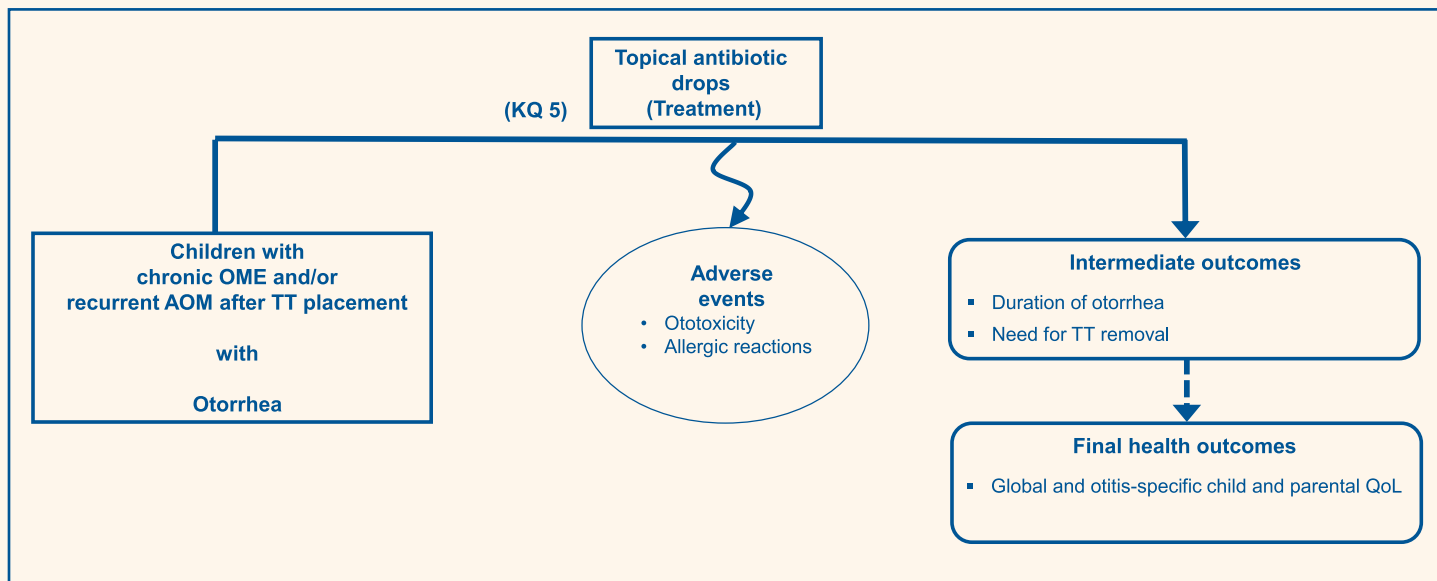 Topical antibiotic
drops
(Treatment)
(KQ 5)
Children with
chronic OME and/or
recurrent AOM after TT placement
with
Otorrhea
Adverse
events
• Ototoxicity
• Allergic reactions
Intermediate outcomes
▪ Duration of otorrhea
▪ Need for TT removal
Final health outcomes
▪ Global and otitis-specific child and parental QoL